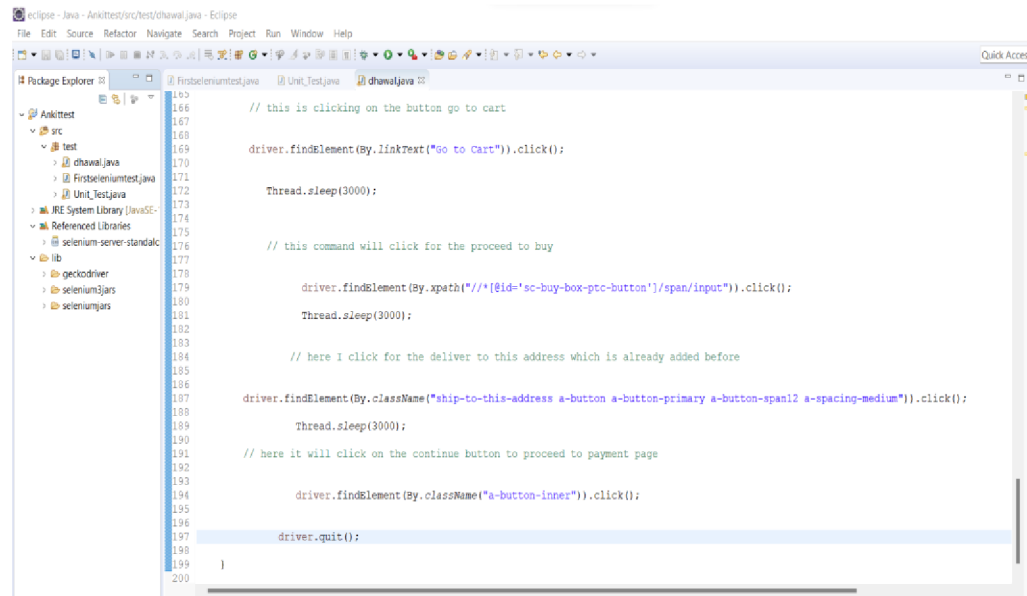 eclipse - Java - Ankittest/src/test/dhawal.java - Eclipse
File Edit Source Refactor Navigate Search Project Run Window Help
Quick Acces
Package Explorer
Firstseleniumtest.java Unit_Test.java dhawal.java
Ankittest
src
test
dhawal.java
Firstseleniumtest.java
Unit_Test.java
JRE System Library [JavaSE-1
Referenced Libraries
selenium-server-standalc
lib
geckodriver
selenium3jars
seleniumjars
165
166 // this is clicking on the button go to cart
167
168
169 driver.findElement(By.linkText("Go to Cart")).click();
170
171
172 Thread.sleep(3000);
173
174
175
176 // this command will click for the proceed to buy
177
178
179 driver.findElement(By.xpath("//*[@id='sc-buy-box-ptc-button']/span/input")).click();
180
181 Thread.sleep(3000);
182
183
184 // here I click for the deliver to this address which is already added before
185
186
187 driver.findElement(By.className("ship-to-this-address a-button a-button-primary a-button-span12 a-spacing-medium")).click();
188
189 Thread.sleep(3000);
190
191 // here it will click on the continue button to proceed to payment page
192
193
194 driver.findElement(By.className("a-button-inner")).click();
195
196
197 driver.quit();
198
199 }
200